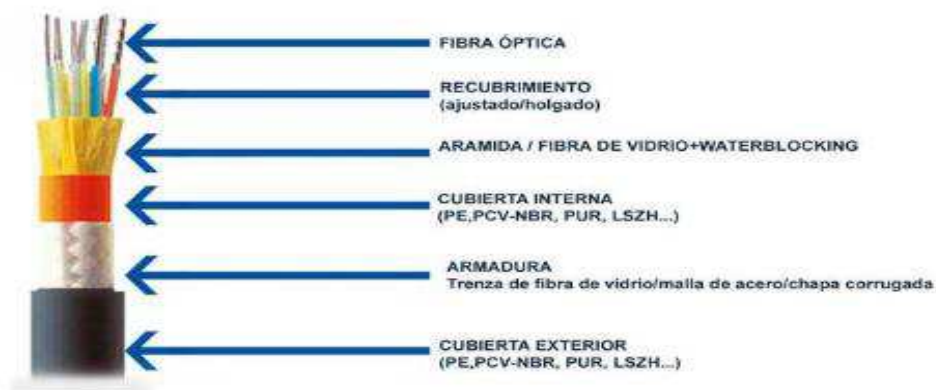 FIBRA ÓPTICA
RECUBRIMIENTO
(ajustado/holgado)
ARAMIDA / FIBRA DE VIDRIO+WATERBLOCKING
CUBIERTA INTERNA
(PE,PCV-NBR, PUR, LSZH...)
ARMADURA
Trenza de fibra de vidrio/malla de acero/chapa corrugada
CUBIERTA EXTERIOR
(PE,PCV-NBR, PUR, LSZH...)